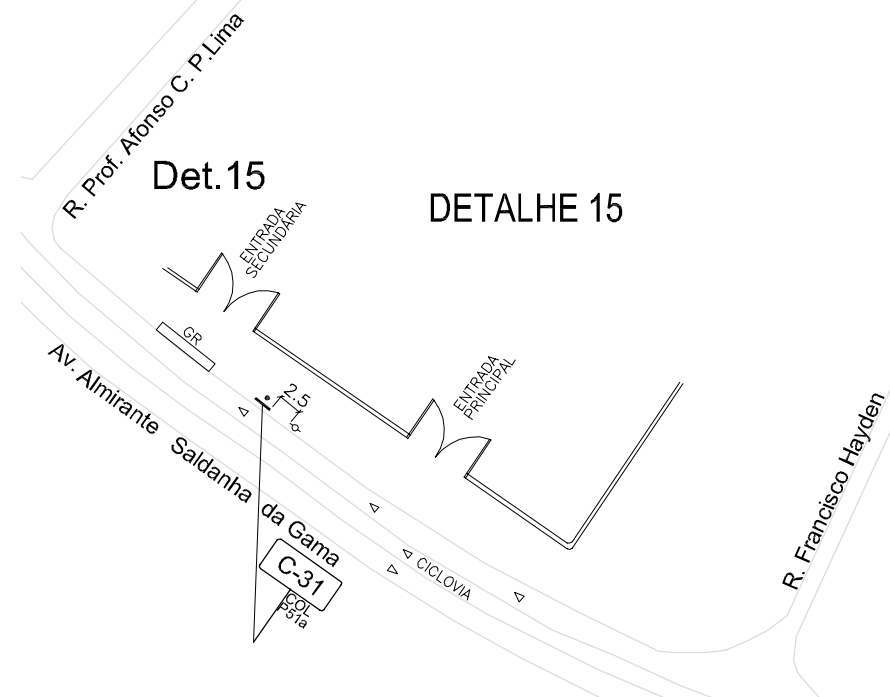 R. Prof. Afonso C. P.Lima
Det.15
DETALHE 15
ENTRADA
SECUNDÁRIA
GR
2.5
ENTRADA
PRINCIPAL
Av. Almirante Saldanha da Gama
R. Francisco Hayden
CICLOVIA
C-31
COL
P51a